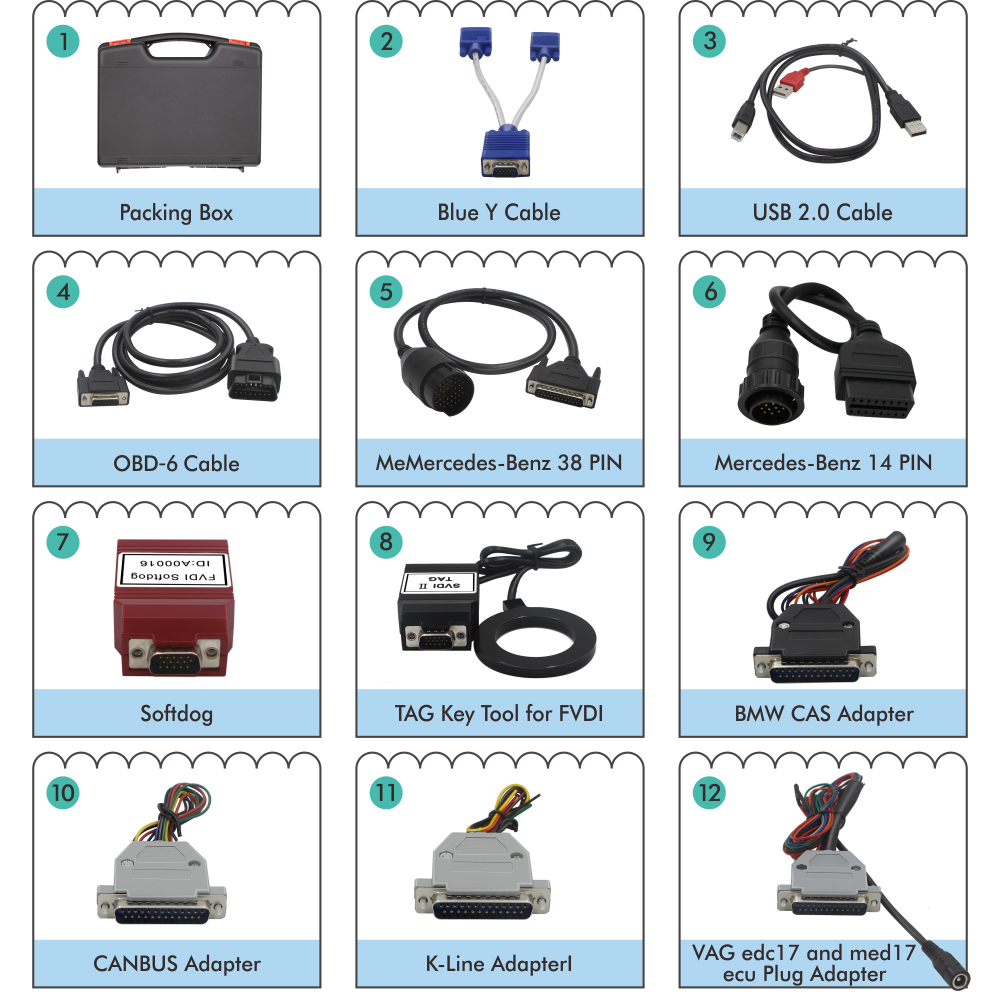 1
Packing Box
2
Blue Y Cable
3
USB 2.0 Cable
4
OBD-6 Cable
5
MeMercedes-Benz 38 PIN
6
Mercedes-Benz 14 PIN
7
FVDI Softdog
ID:A00016
Softdog
8
SVDI II
TAG
TAG Key Tool for FVDI
9
BMW CAS Adapter
10
CANBUS Adapter
11
K-Line AdapterI
12
VAG edc17 and med17
ecu Plug Adapter